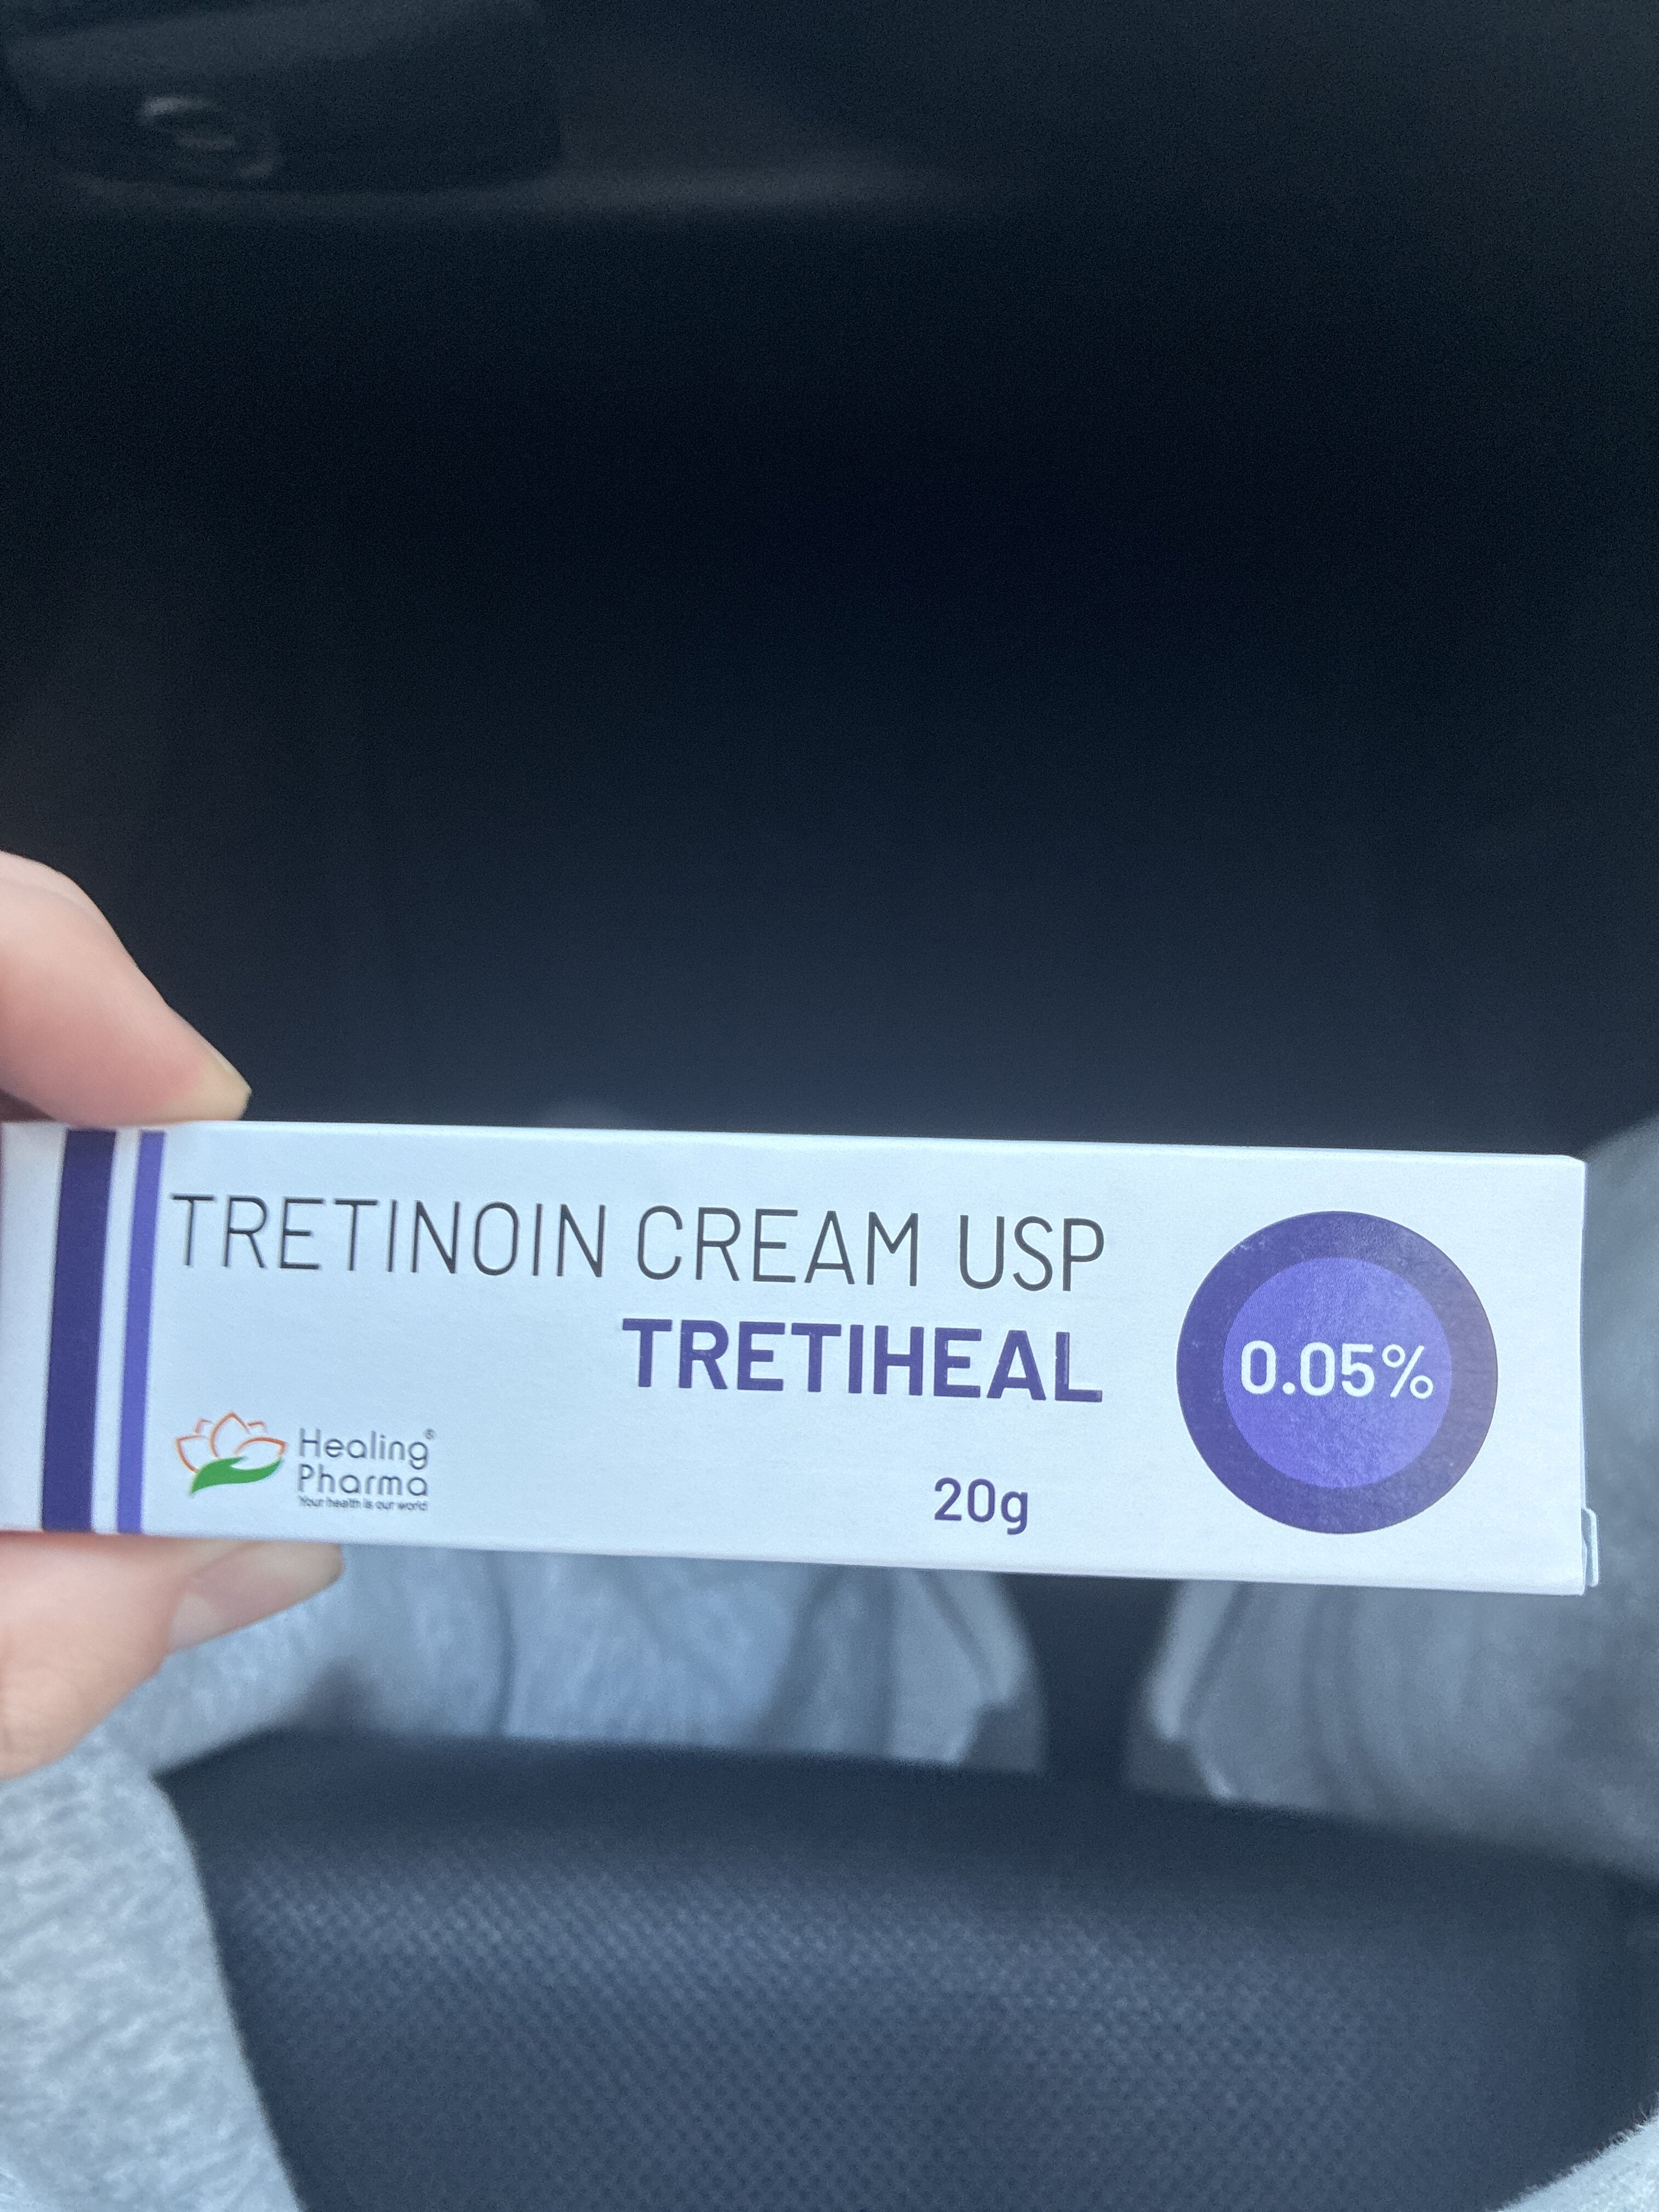 TRETINOIN CREAM USP
TRETIHEAL
0.05%
Healing®
Pharma
Your health is our world
20g